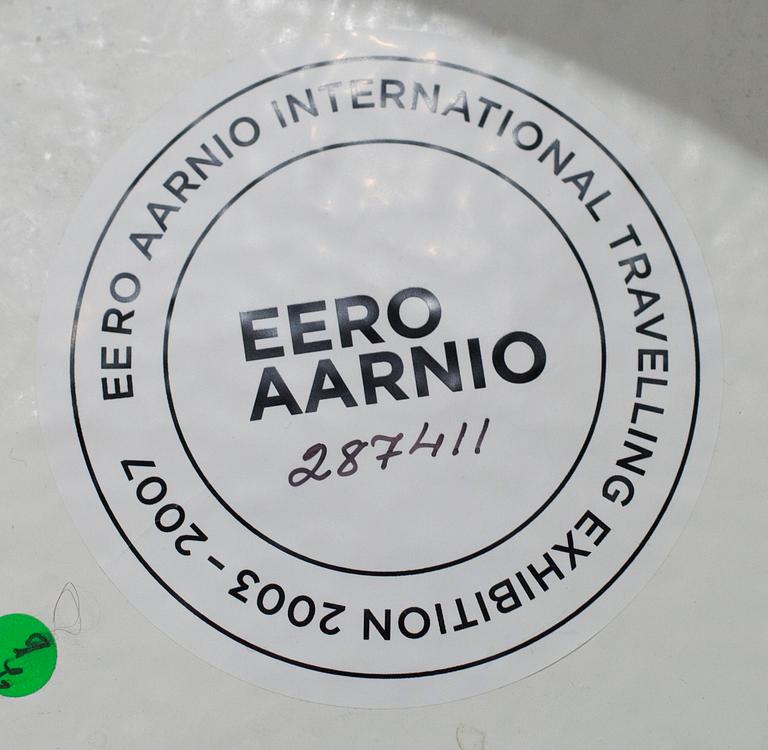 EERO AARNIO INTERNATIONAL TRAVELLING EXHIBITION 2003 - 2007
EERO
AARNIO
287411